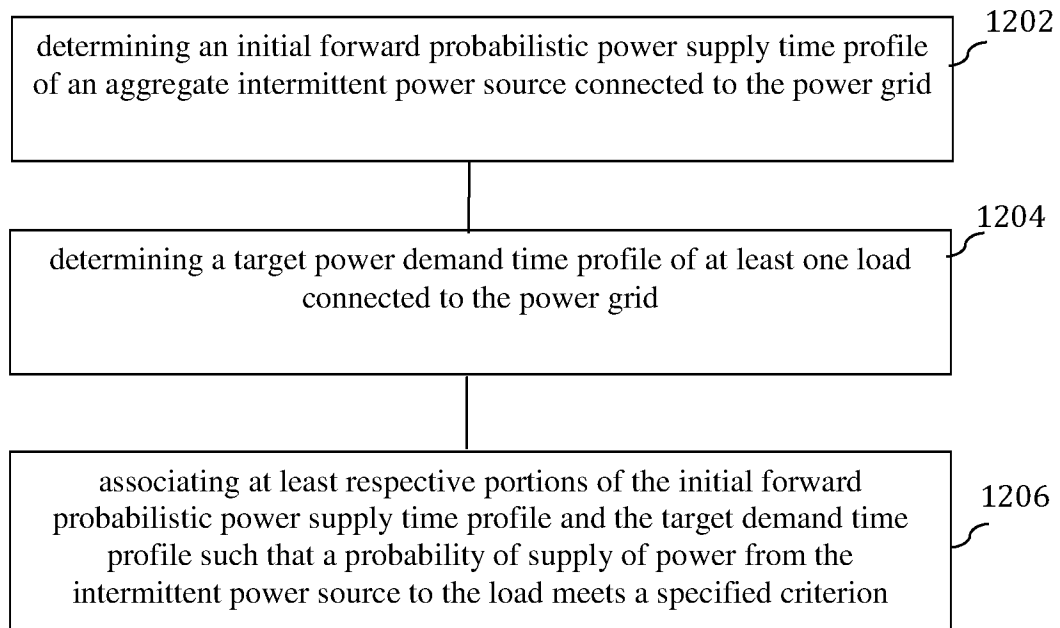 1202
determining an initial forward probabilistic power supply time profile
of an aggregate intermittent power source connected to the power grid
1204
determining a target power demand time profile of at least one load
connected to the power grid
1206
associating at least respective portions of the initial forward
probabilistic power supply time profile and the target demand time
profile such that a probability of supply of power from the
intermittent power source to the load meets a specified criterion